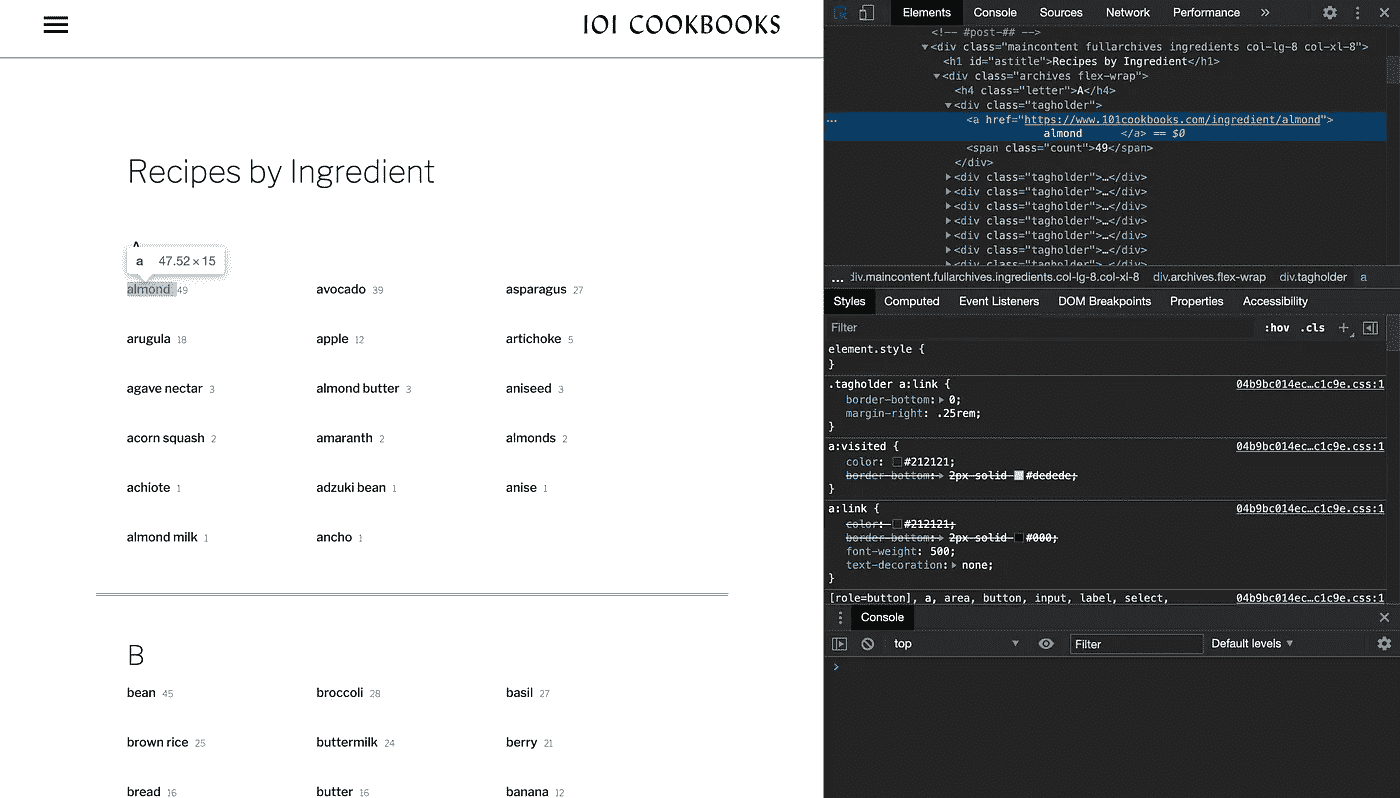 101 COOKBOOKS
Recipes by Ingredient
A
a 47.52 × 15
almond 49 avocado 39 asparagus 27
arugula 18 apple 12 artichoke 5
agave nectar 3 almond butter 3 aniseed 3
acorn squash 2 amaranth 2 almonds 2
achiote 1 adzuki bean 1 anise 1
almond milk 1 ancho 1
B
bean 45 broccoli 28 basil 27
brown rice 25 buttermilk 24 berry 21
bread 16 butter 16 banana 12
Elements Console Sources Network Performance »
<!-- #post-## -->
▼<div class="maincontent fullarchives ingredients col-lg-8 col-xl-8">
<h1 id="astitle">Recipes by Ingredient</h1>
▼<div class="archives flex-wrap">
<h4 class="letter">A</h4>
▼<div class="tagholder">
… <a href="https://www.101cookbooks.com/ingredient/almond">
almond </a> == $0
<span class="count">49</span>
</div>
▶<div class="tagholder">…</div>
▶<div class="tagholder">…</div>
▶<div class="tagholder">…</div>
▶<div class="tagholder">…</div>
▶<div class="tagholder">…</div>
▶<div class="tagholder">…</div>
▶<div class="tagholder">…</div>
… div.maincontent.fullarchives.ingredients.col-lg-8.col-xl-8 div.archives.flex-wrap div.tagholder a
Styles Computed Event Listeners DOM Breakpoints Properties Accessibility
Filter :hov .cls +
element.style {
}
.tagholder a:link { 04b9bc014ec…c1c9e.css:1
border-bottom:▶ 0;
margin-right: .25rem;
}
a:visited { 04b9bc014ec…c1c9e.css:1
color: #212121;
border-bottom:▶ 2px solid #dedede;
}
a:link { 04b9bc014ec…c1c9e.css:1
color: #212121;
border-bottom:▶ 2px solid #000;
font-weight: 500;
text-decoration:▶ none;
}
[role=button], a, area, button, input, label, select, 04b9bc014ec…c1c9e.css:1
Console
top Filter Default levels